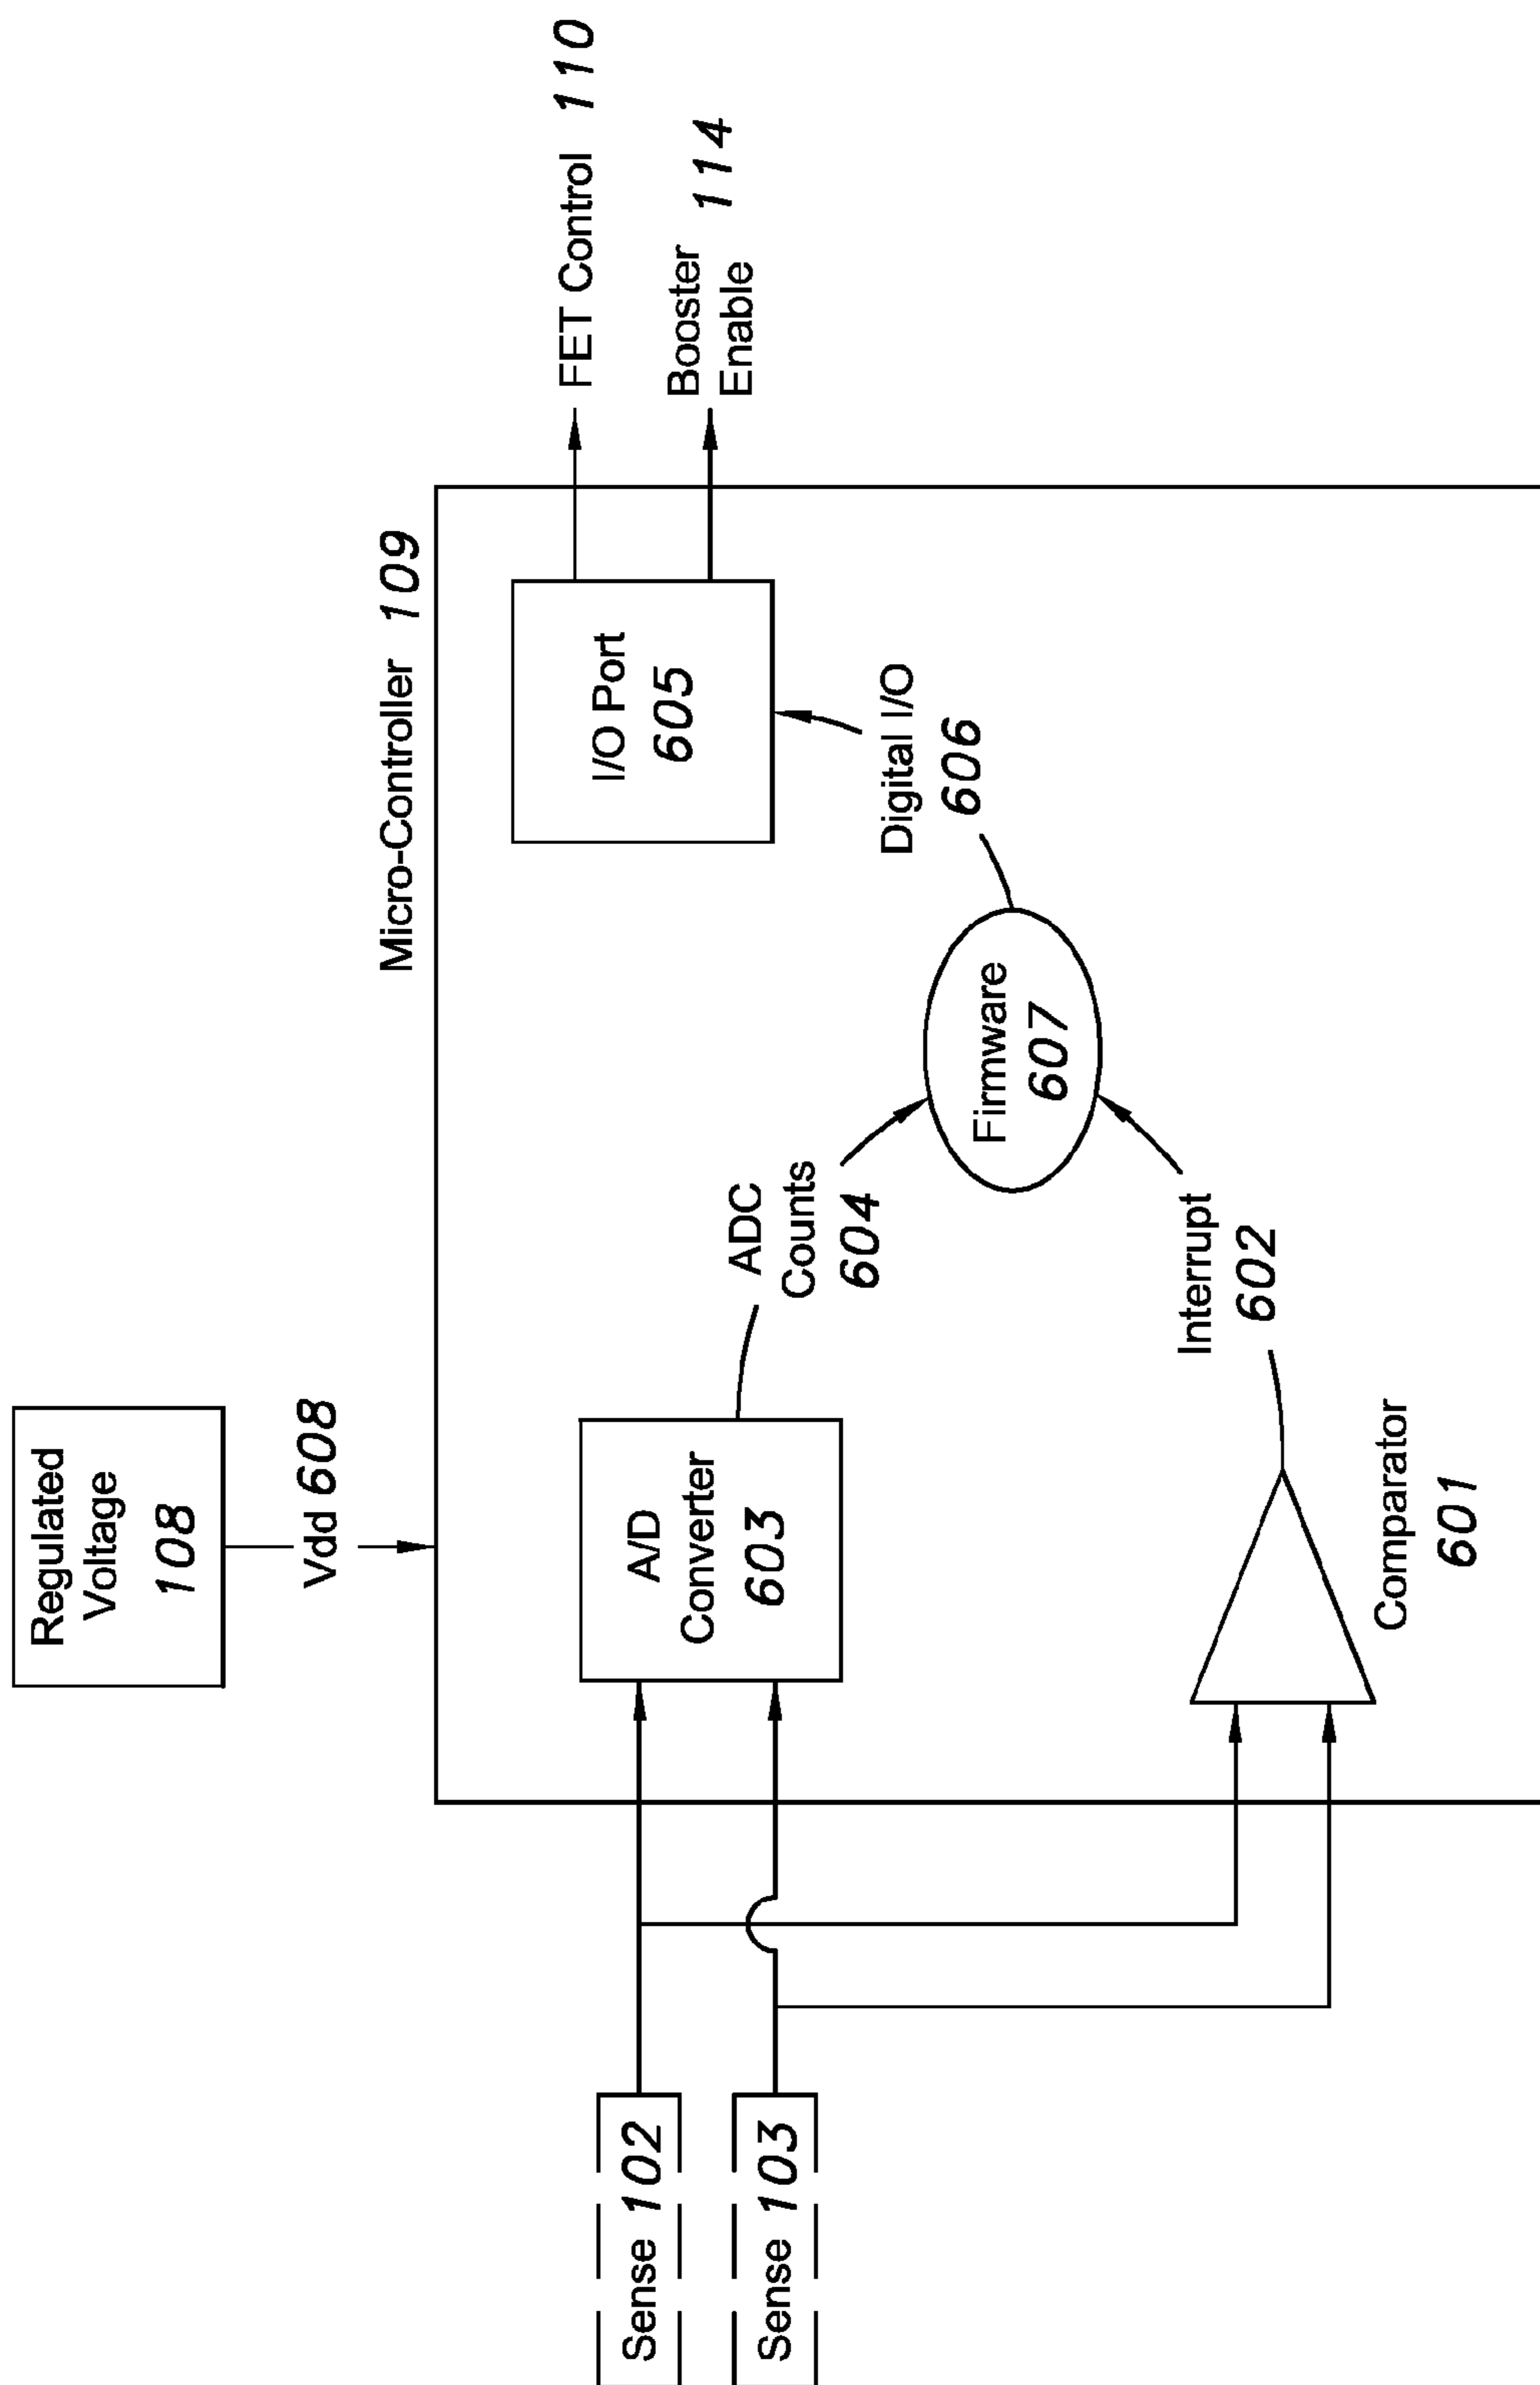 Regulated
Voltage
108
Vdd 608
Micro-Controller 109
Sense 102
Sense 103
A/D
Converter
603
ADC
Counts
604
Comparator
601
Interrupt
602
Firmware
607
Digital I/O
606
I/O Port
605
FET Control 110
Booster 114
Enable